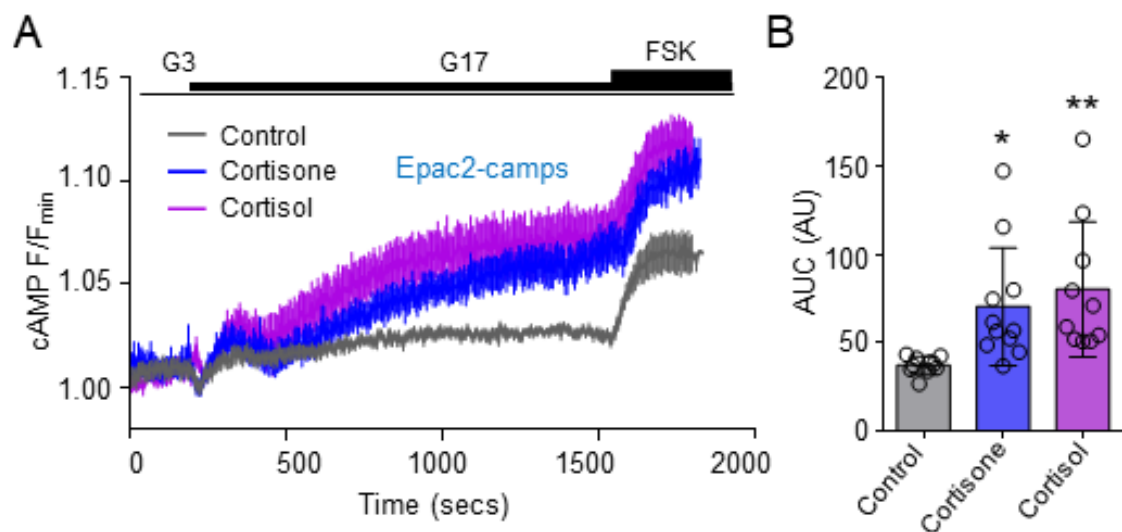 A
G3
G17
FSK
1.15
1.10
1.05
1.00
cAMP F/Fmin
Control
Cortisone
Cortisol
Epac2-camps
0
500
1000
1500
2000
Time (secs)
B
200
150
100
50
0
AUC (AU)
*
**
Control
Cortisone
Cortisol